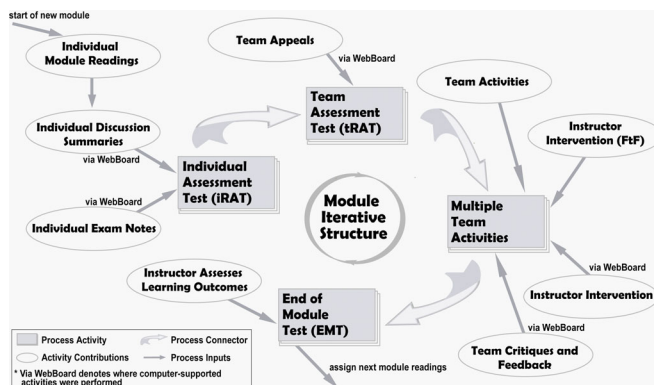 start of new module
Individual
Module Readings
Individual Discussion
Summaries
via WebBoard
via WebBoard
Individual Exam Notes
Individual
Assessment
Test (iRAT)
Team Appeals
via WebBoard
Team
Assessment
Test (tRAT)
Team Activities
Instructor
Intervention (FtF)
Multiple
Team
Activities
via WebBoard
Instructor Intervention
via WebBoard
Team Critiques and
Feedback
Module
Iterative
Structure
Instructor Assesses
Learning Outcomes
End of
Module
Test (EMT)
assign next module readings
Process Activity
Process Connector
Activity Contributions
Process Inputs
* Via WebBoard denotes where computer-supported
activities were performed